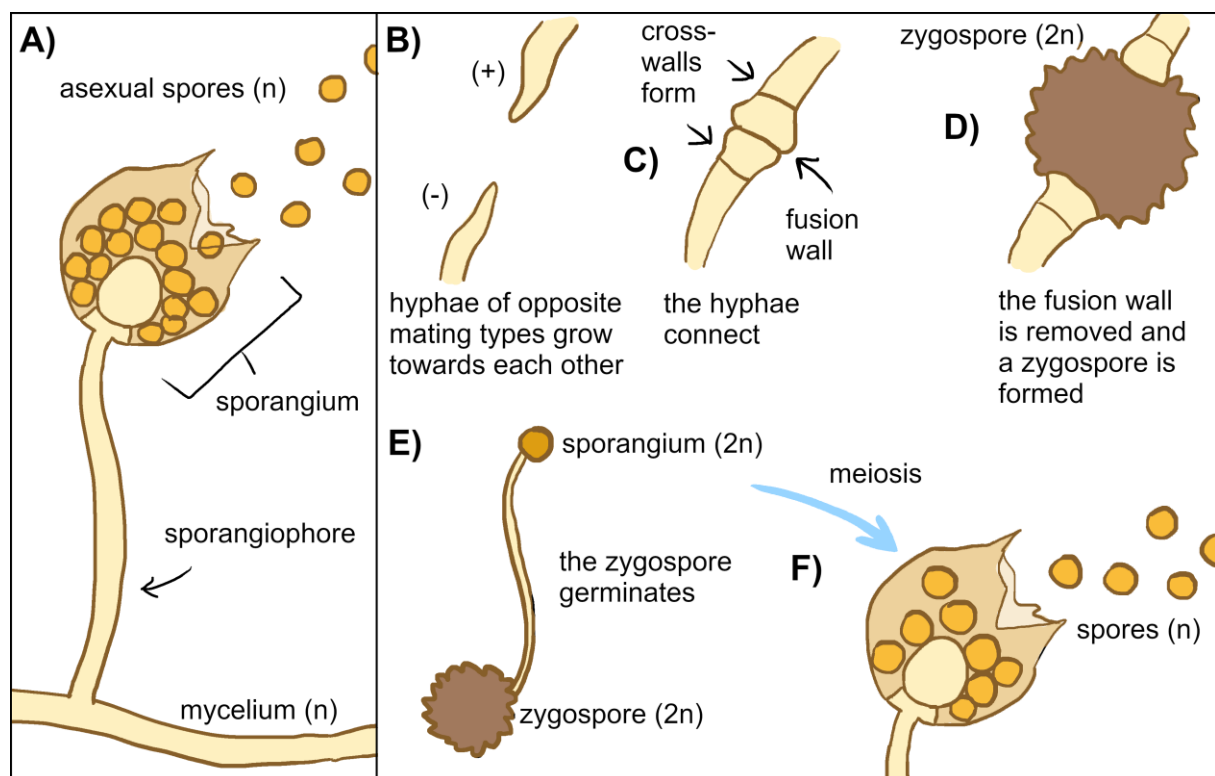 A)
asexual spores (n)
sporangium
sporangiophore
mycelium (n)
B)
(+)
(-)
hyphae of opposite
mating types grow
towards each other
cross-
walls
form
C)
fusion
wall
the hyphae
connect
zygospore (2n)
D)
the fusion wall
is removed and
a zygospore is
formed
E)
sporangium (2n)
the zygospore
germinates
zygospore (2n)
meiosis
F)
spores (n)